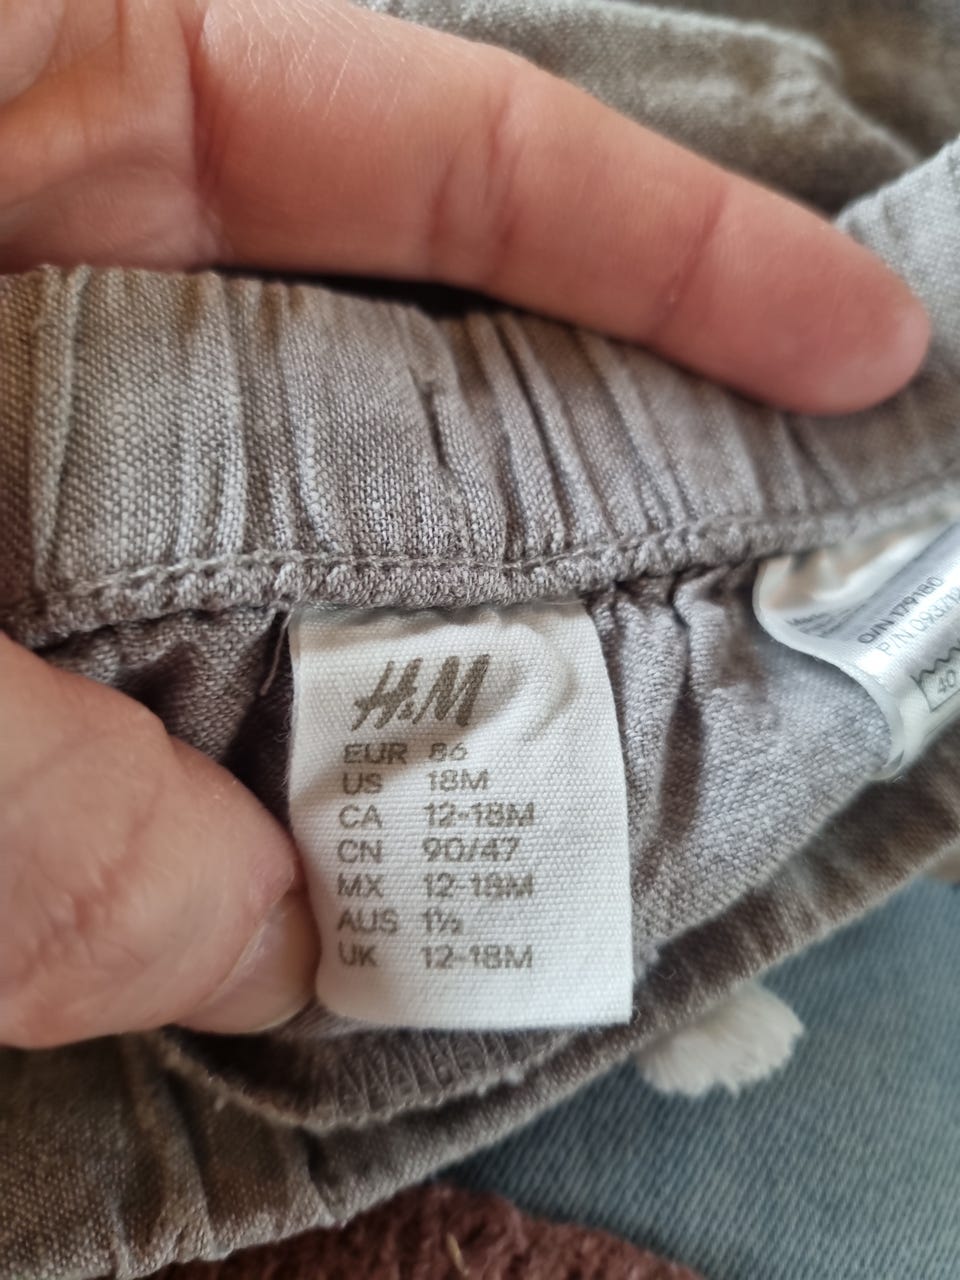 H&M
EUR 86
US 18M
CA 12-18M
CN 90/47
MX 12-18M
AUS 1½
UK 12-18M
40